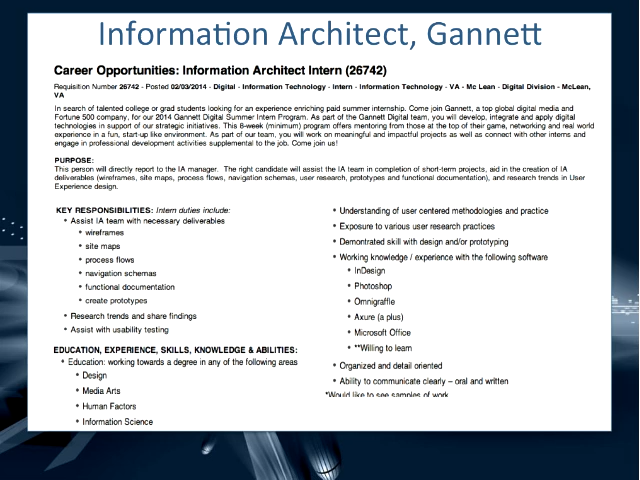 Information Architect, Gannett
Career Opportunities: Information Architect Intern (26742)
Requisition Number 26742 - Posted 02/03/2014 - Digital - Information Technology - Intern - Information Technology - VA - Mc Lean - Digital Division - McLean,
VA
In search of talented college or grad students looking for an experience enriching paid summer internship. Come join Gannett, a top global digital media and
Fortune 500 company, for our 2014 Gannett Digital Summer Intern Program. As part of the Gannett Digital team, you will develop, integrate and apply digital
technologies in support of our strategic initiatives. This 8-week (minimum) program offers mentoring from those at the top of their game, networking and real world
experience in a fun, start-up like environment. As part of our team, you will work on meaningful and impactful projects as well as connect with other interns and
engage in professional development activities supplemental to the job. Come join us!
PURPOSE:
This person will directly report to the IA manager. The right candidate will assist the IA team in completion of short-term projects, aid in the creation of IA
deliverables (wireframes, site maps, process flows, navigation schemas, user research, prototypes and functional documentation), and research trends in User
Experience design.
KEY RESPONSIBILITIES: Intern duties include:
• Assist IA team with necessary deliverables
• wireframes
• site maps
• process flows
• navigation schemas
• functional documentation
• create prototypes
• Research trends and share findings
• Assist with usability testing
EDUCATION, EXPERIENCE, SKILLS, KNOWLEDGE & ABILITIES:
• Education: working towards a degree in any of the following areas
• Design
• Media Arts
• Human Factors
• Information Science
• Understanding of user centered methodologies and practice
• Exposure to various user research practices
• Demontrated skill with design and/or prototyping
• Working knowledge / experience with the following software
• InDesign
• Photoshop
• Omnigraffle
• Axure (a plus)
• Microsoft Office
• **Willing to learn
• Organized and detail oriented
• Ability to communicate clearly – oral and written
*Would like to see samples of work